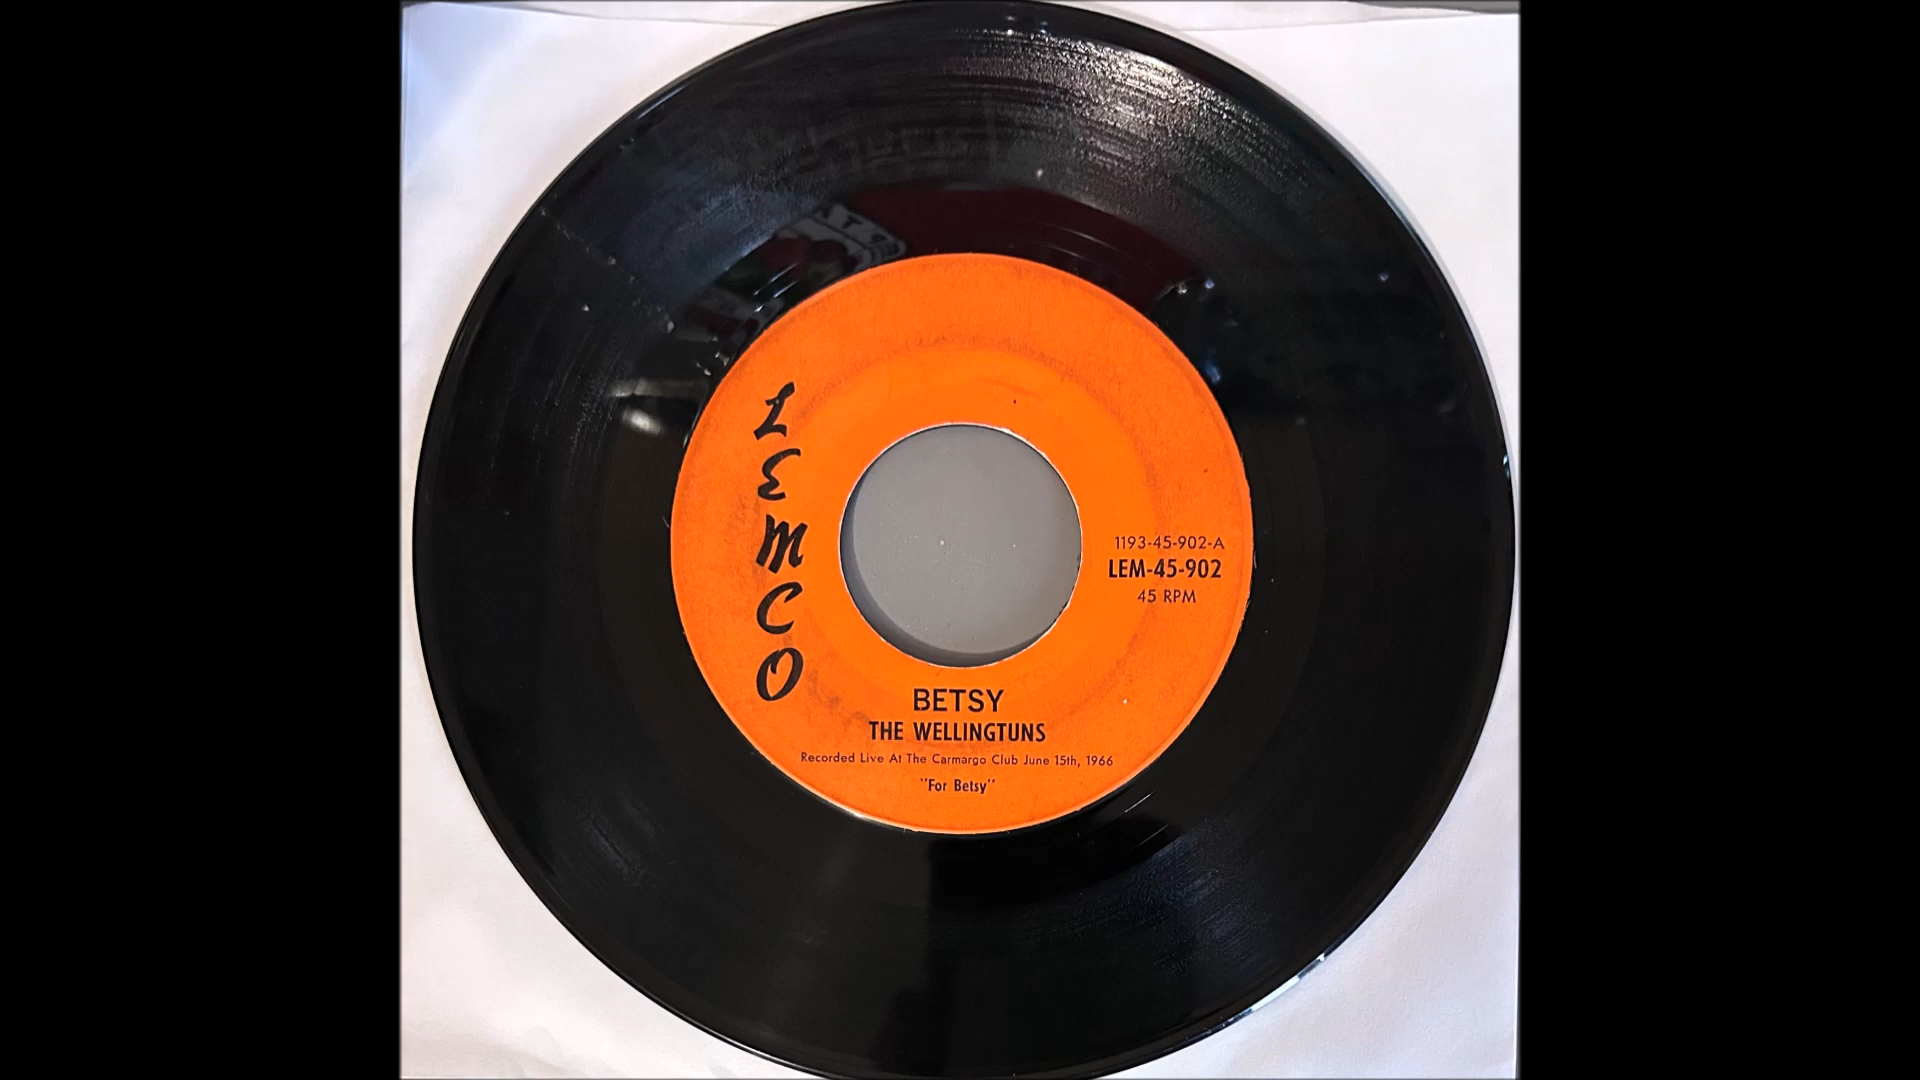 LEMCO
1193-45-902-A
LEM-45-902
45 RPM
BETSY
THE WELLINGTUNS
Recorded Live At The Carmargo Club June 15th, 1966
"For Betsy"